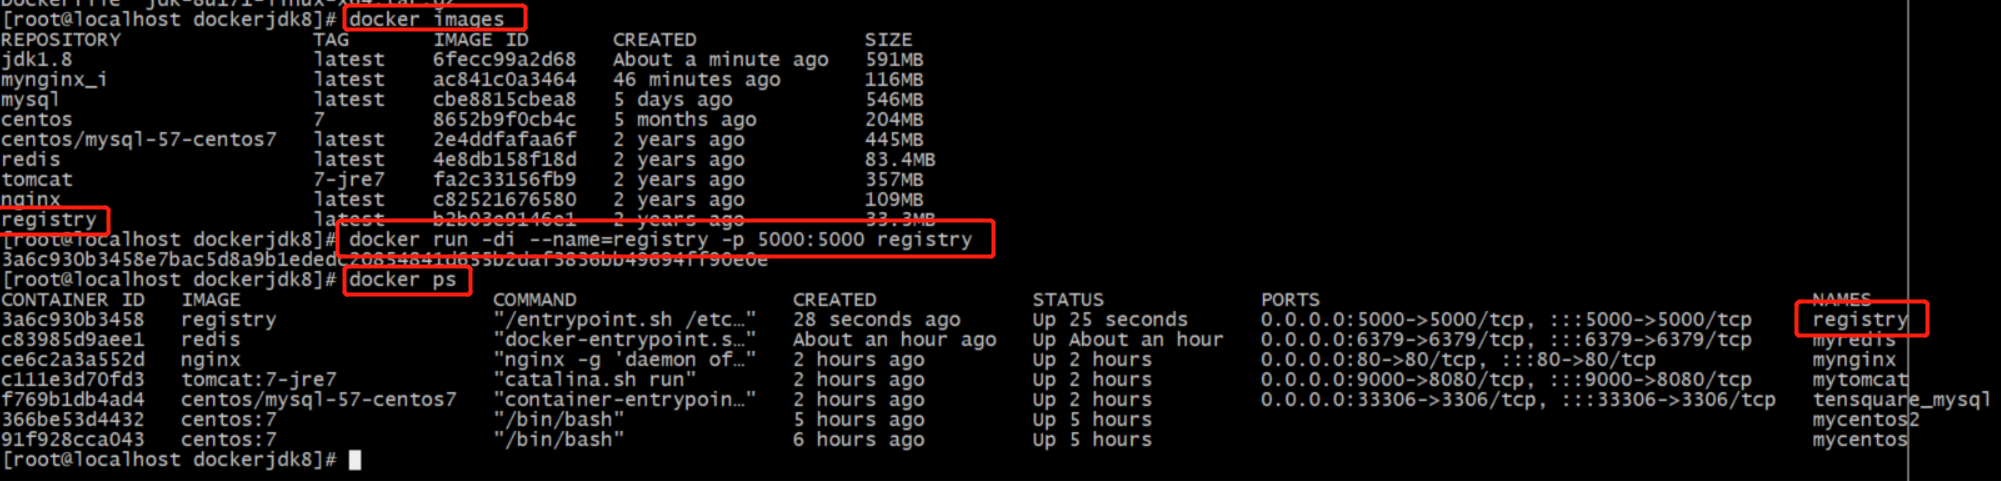 Dockerfile  jdk-8u171-linux-x64.tar.gz
[root@localhost dockerjdk8]# docker images
REPOSITORY                 TAG       IMAGE ID       CREATED              SIZE
jdk1.8                     latest    6fecc99a2d68   About a minute ago   591MB
mynginx_i                  latest    ac841c0a3464   46 minutes ago       116MB
mysql                      latest    cbe8815cbea8   5 days ago           546MB
centos                     7         8652b9f0cb4c   5 months ago         204MB
centos/mysql-57-centos7    latest    2e4ddfafaa6f   2 years ago          445MB
redis                      latest    4e8db158f18d   2 years ago          83.4MB
tomcat                     7-jre7    fa2c33156fb9   2 years ago          357MB
nginx                      latest    c82521676580   2 years ago          109MB
registry                   latest    b2b03e9146e1   2 years ago          33.3MB
[root@localhost dockerjdk8]# docker run -di --name=registry -p 5000:5000 registry
3a6c930b3458e7bac5d8a9b1ededc20854841d655b2daf3836bb49694ff90e0e
[root@localhost dockerjdk8]# docker ps
CONTAINER ID   IMAGE                     COMMAND                  CREATED             STATUS             PORTS                                         NAMES
3a6c930b3458   registry                  "/entrypoint.sh /etc…"   28 seconds ago      Up 25 seconds      0.0.0.0:5000->5000/tcp, :::5000->5000/tcp     registry
c83985d9aee1   redis                     "docker-entrypoint.s…"   About an hour ago   Up About an hour   0.0.0.0:6379->6379/tcp, :::6379->6379/tcp     myredis
ce6c2a3a552d   nginx                     "nginx -g 'daemon of…"   2 hours ago         Up 2 hours         0.0.0.0:80->80/tcp, :::80->80/tcp             mynginx
c111e3d70fd3   tomcat:7-jre7             "catalina.sh run"        2 hours ago         Up 2 hours         0.0.0.0:9000->8080/tcp, :::9000->8080/tcp     mytomcat
f769b1db4ad4   centos/mysql-57-centos7   "container-entrypoin…"   2 hours ago         Up 2 hours         0.0.0.0:33306->3306/tcp, :::33306->3306/tcp   tensquare_mysql
366be53d4432   centos:7                  "/bin/bash"              5 hours ago         Up 5 hours                                                       mycentos2
91f928cca043   centos:7                  "/bin/bash"              6 hours ago         Up 5 hours                                                       mycentos
[root@localhost dockerjdk8]#